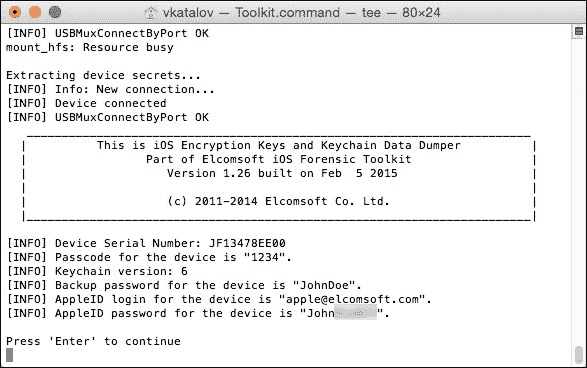 vkatalov — Toolkit.command — tee — 80×24
[INFO] USBMuxConnectByPort OK
mount_hfs: Resource busy
Extracting device secrets...
[INFO] Info: New connection...
[INFO] Device connected
[INFO] USBMuxConnectByPort OK
This is iOS Encryption Keys and Keychain Data Dumper
Part of Elcomsoft iOS Forensic Toolkit
Version 1.26 built on Feb  5 2015
(c) 2011-2014 Elcomsoft Co. Ltd.
[INFO] Device Serial Number: JF13478EE00
[INFO] Passcode for the device is "1234".
[INFO] Keychain version: 6
[INFO] Backup password for the device is "JohnDoe".
[INFO] AppleID login for the device is "apple@elcomsoft.com".
[INFO] AppleID password for the device is "John".
Press 'Enter' to continue